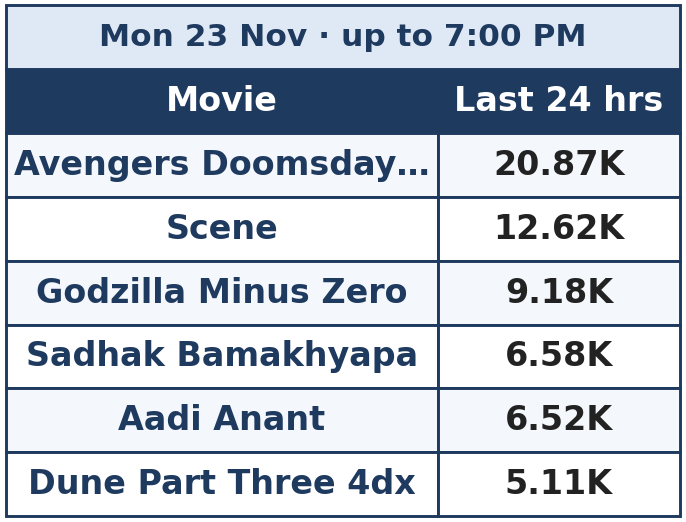 Mon 23 Nov · up to 7:00 PM
Movie Last 24 hrs
Avengers Doomsday... 20.87K
Scene 12.62K
Godzilla Minus Zero 9.18K
Sadhak Bamakhyapa 6.58K
Aadi Anant 6.52K
Dune Part Three 4dx 5.11K